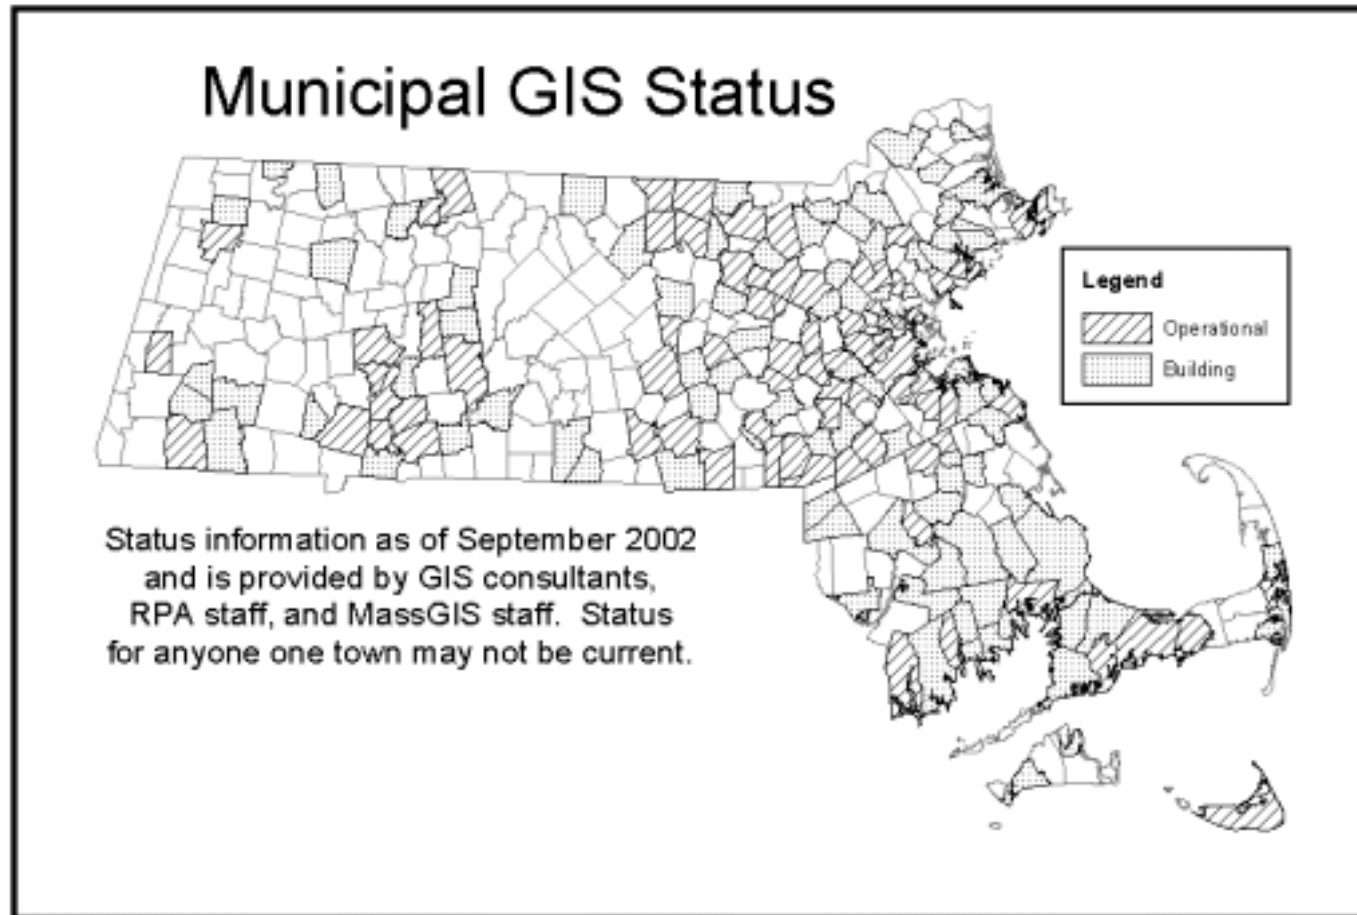 Municipal GIS Status
Legend
Operational
Building
Status information as of September 2002
and is provided by GIS consultants,
RPA staff, and MassGIS staff.  Status
for anyone one town may not be current.